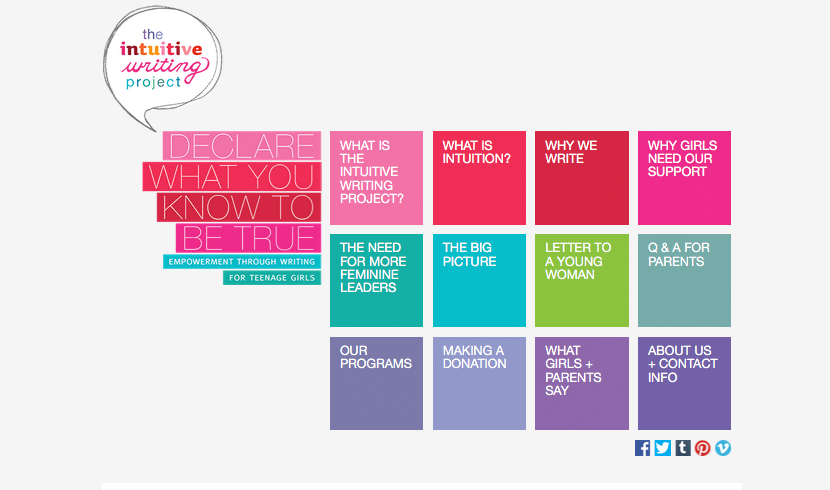 the
intuitive
writing
project
DECLARE
WHAT YOU
KNOW TO
BE TRUE
EMPOWERMENT THROUGH WRITING
FOR TEENAGE GIRLS
WHAT IS
THE
INTUITIVE
WRITING
PROJECT?
WHAT IS
INTUITION?
WHY WE
WRITE
WHY GIRLS
NEED OUR
SUPPORT
THE NEED
FOR MORE
FEMININE
LEADERS
THE BIG
PICTURE
LETTER TO
A YOUNG
WOMAN
Q & A FOR
PARENTS
OUR
PROGRAMS
MAKING A
DONATION
WHAT
GIRLS +
PARENTS
SAY
ABOUT US
+ CONTACT
INFO